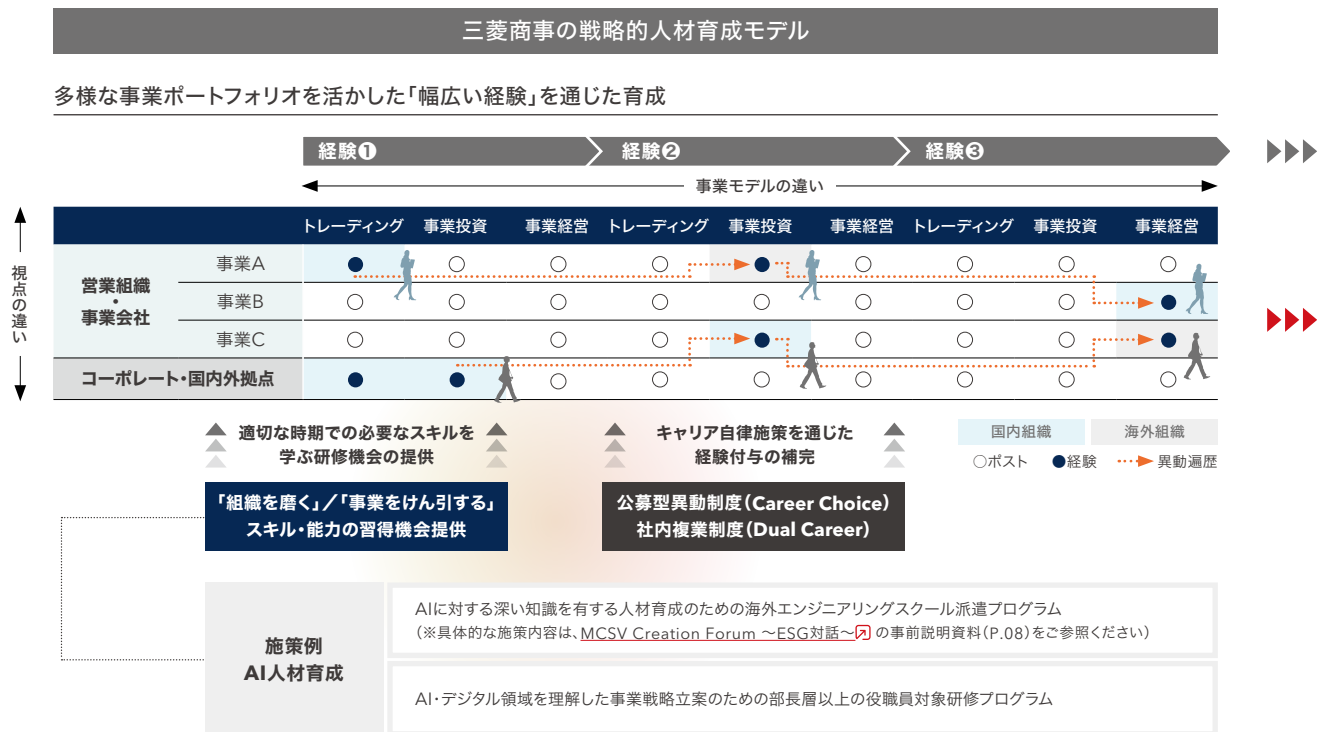 三菱商事の戦略的人材育成モデル
多様な事業ポートフォリオを活かした「幅広い経験」を通じた育成
経験❶ 経験❷ 経験❸
事業モデルの違い
視点の違い
トレーディング 事業投資 事業経営 トレーディング 事業投資 事業経営 トレーディング 事業投資 事業経営
営業組織
・
事業会社
事業A
事業B
事業C
コーポレート・国内外拠点
適切な時期での必要なスキルを
学ぶ研修機会の提供
キャリア自律施策を通じた
経験付与の補完
国内組織 海外組織
○ポスト ●経験 異動遍歴
「組織を磨く」/「事業をけん引する」
スキル・能力の習得機会提供
公募型異動制度(Career Choice)
社内複業制度(Dual Career)
施策例
AI人材育成
AIに対する深い知識を有する人材育成のための海外エンジニアリングスクール派遣プログラム
(※具体的な施策内容は、MCSV Creation Forum ~ESG対話~ の事前説明資料(P.08)をご参照ください)
AI・デジタル領域を理解した事業戦略立案のための部長層以上の役職員対象研修プログラム